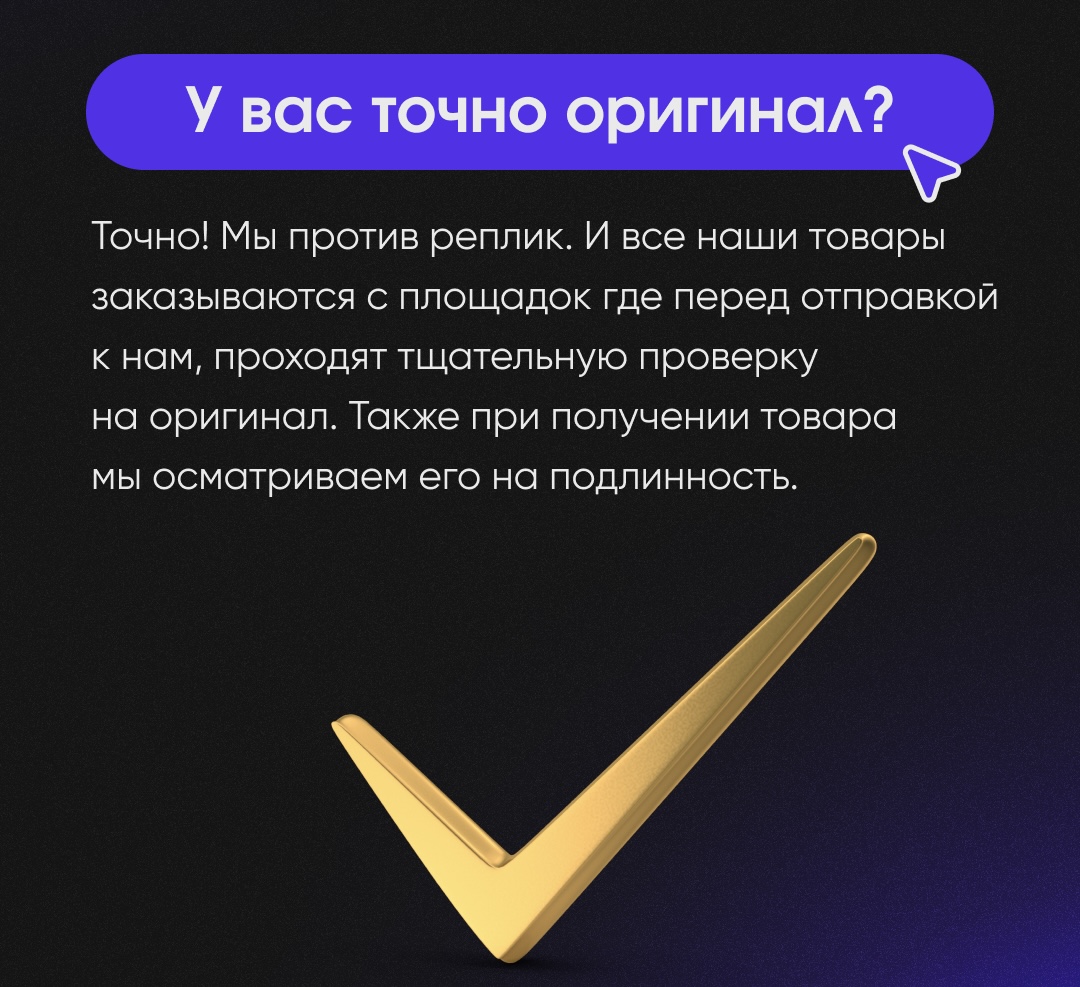 У вас точно оригинал?
Точно! Мы против реплик. И все наши товары
заказываются с площадок где перед отправкой
к нам, проходят тщательную проверку
на оригинал. Также при получении товара
мы осматриваем его на подлинность.